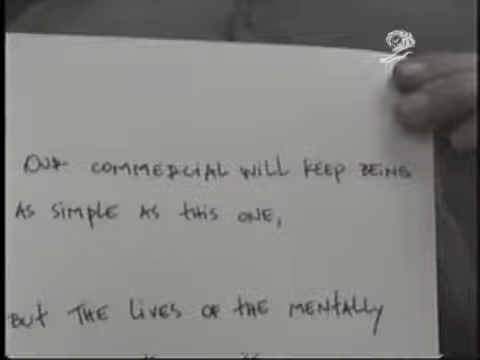 OUR COMMERCIAL WILL KEEP BEING
AS SIMPLE AS THIS ONE,
BUT THE LIVES OF THE MENTALLY